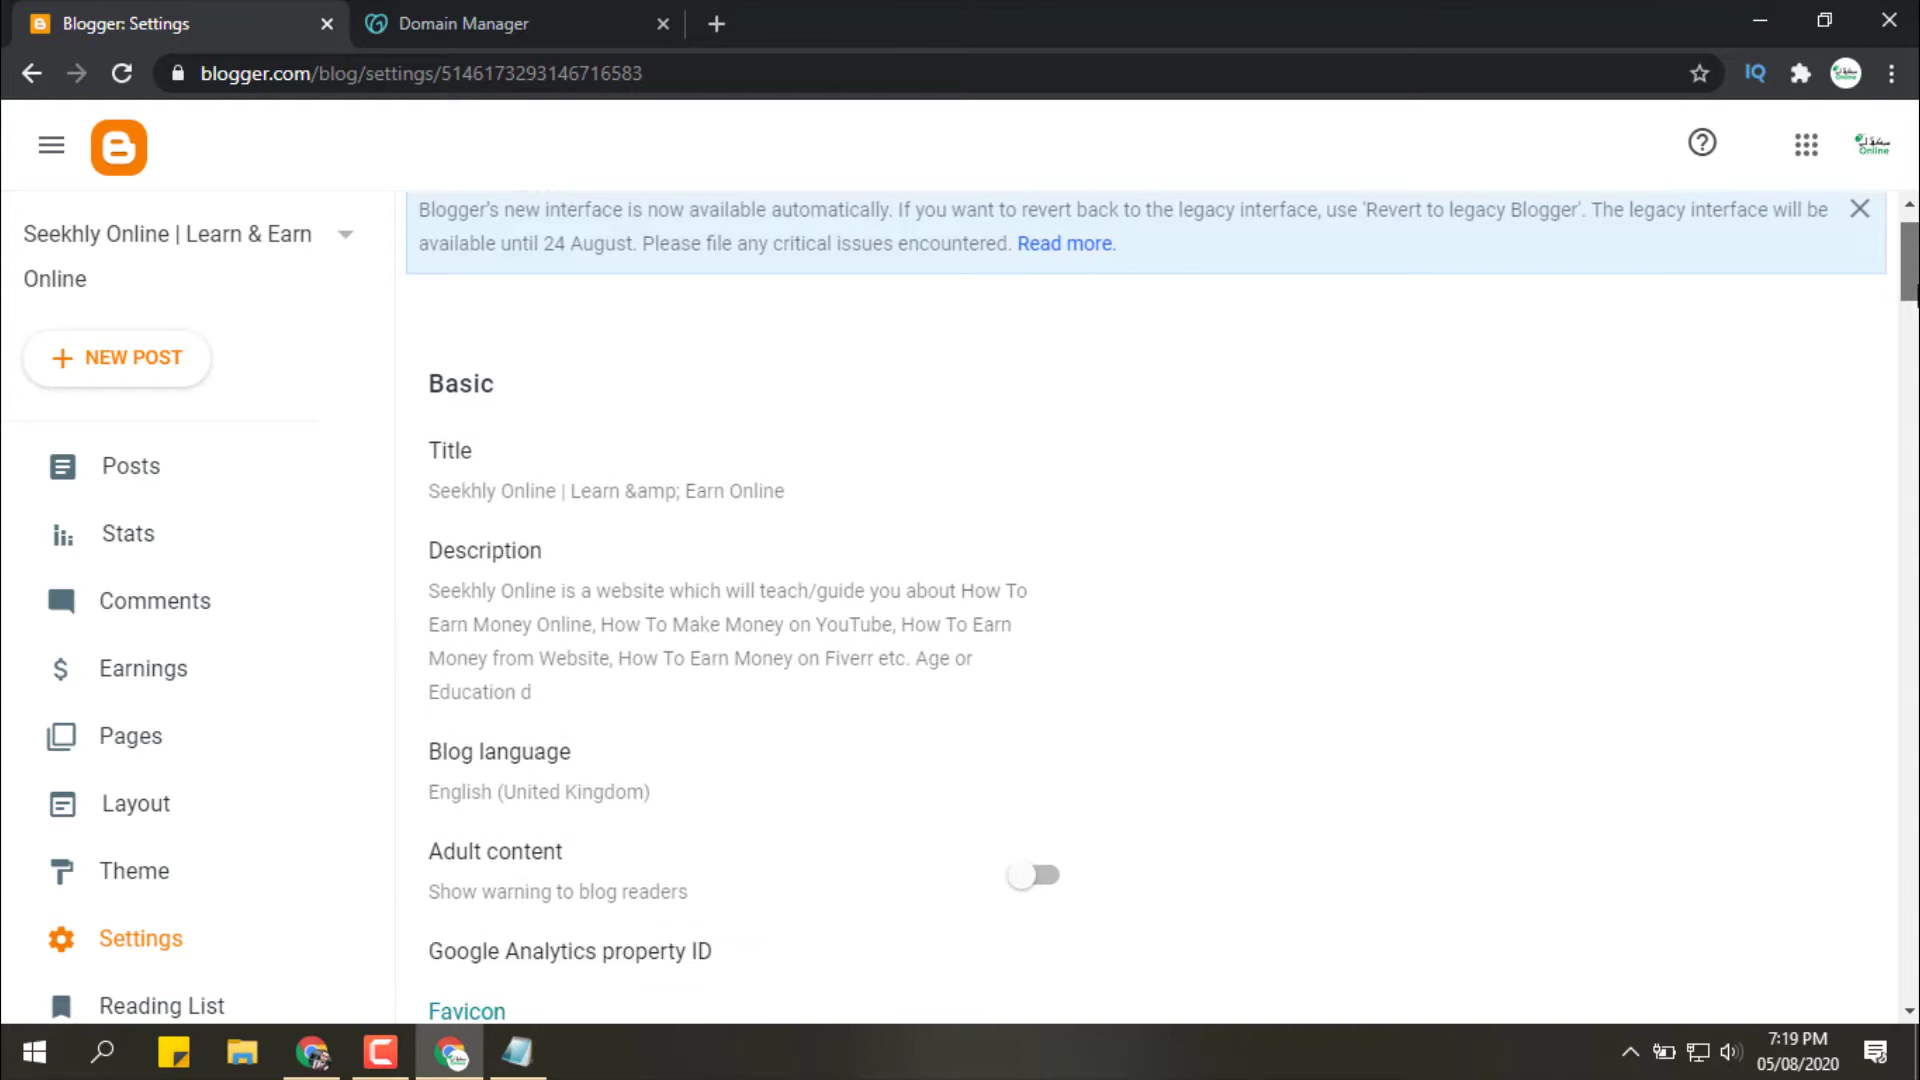 Blogger: Settings
Domain Manager
blogger.com/blog/settings/5146173293146716583
IQ
Online
Seekhly Online | Learn & Earn
Online
NEW POST
Posts
Stats
Comments
Earnings
Pages
Layout
Theme
Settings
Reading List
Blogger's new interface is now available automatically. If you want to revert back to the legacy interface, use 'Revert to legacy Blogger'. The legacy interface will be
available until 24 August. Please file any critical issues encountered. Read more.
Basic
Title
Seekhly Online | Learn &amp; Earn Online
Description
Seekhly Online is a website which will teach/guide you about How To
Earn Money Online, How To Make Money on YouTube, How To Earn
Money from Website, How To Earn Money on Fiverr etc. Age or
Education d
Blog language
English (United Kingdom)
Adult content
Show warning to blog readers
Google Analytics property ID
Favicon
7:19 PM
05/08/2020